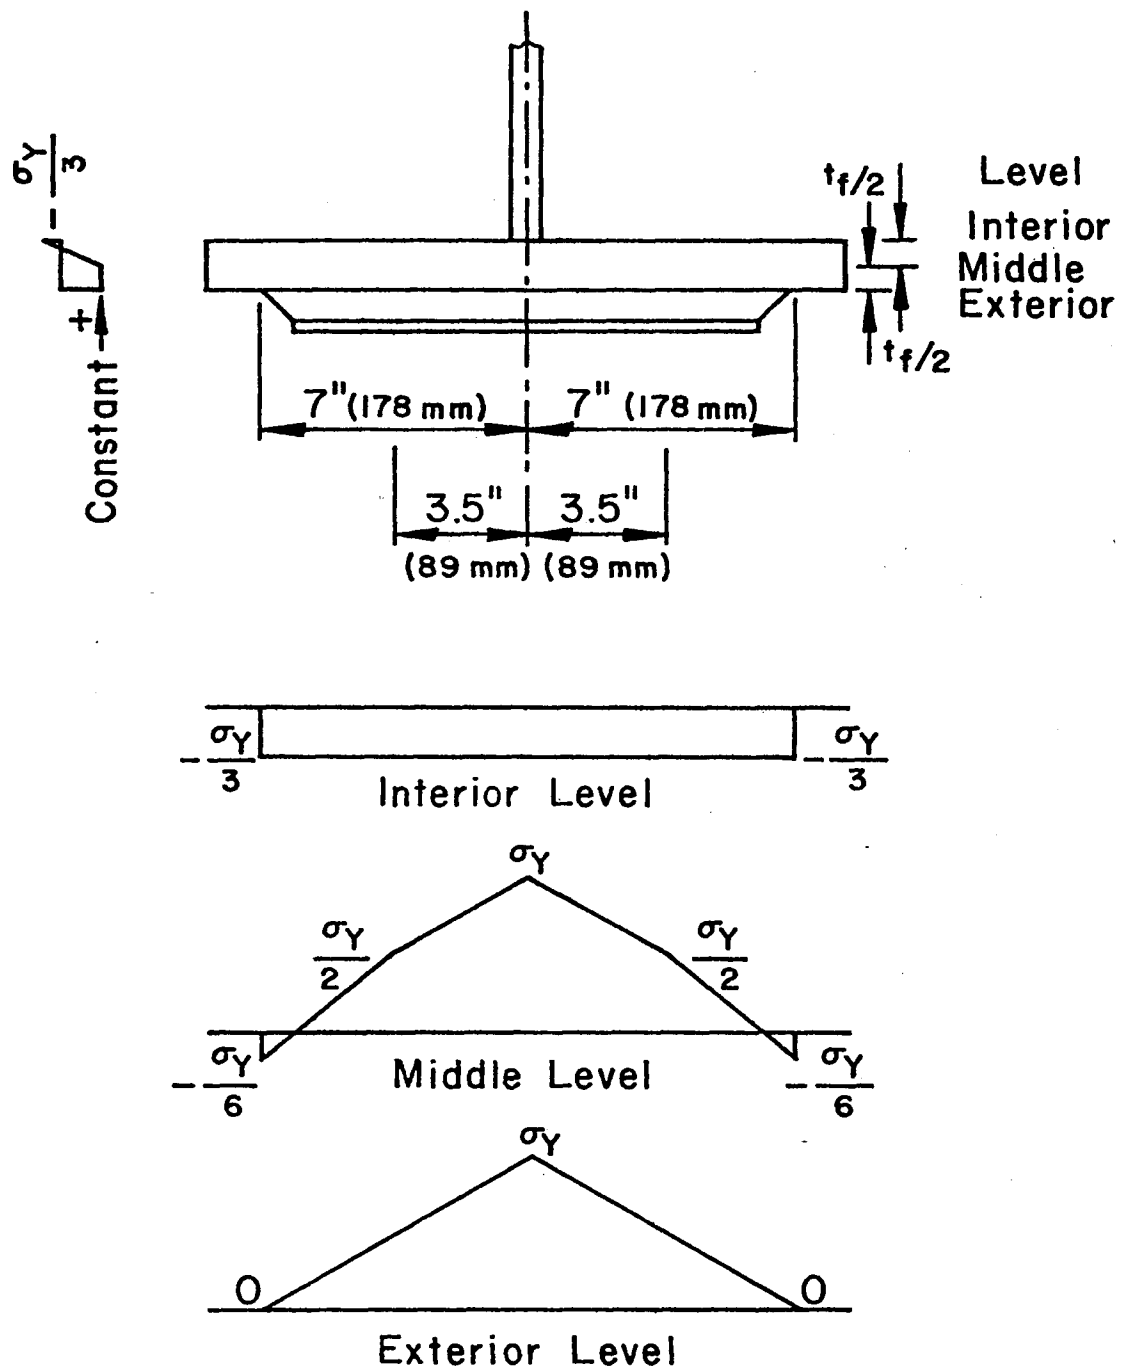 - σY/3
+
Constant
tf/2
Level
Interior
Middle
Exterior
tf/2
7" (178 mm) 7" (178 mm)
3.5" 3.5"
(89 mm) (89 mm)
- σY/3 - σY/3
Interior Level
σY
σY/2 σY/2
- σY/6 - σY/6
Middle Level
σY
0 0
Exterior Level